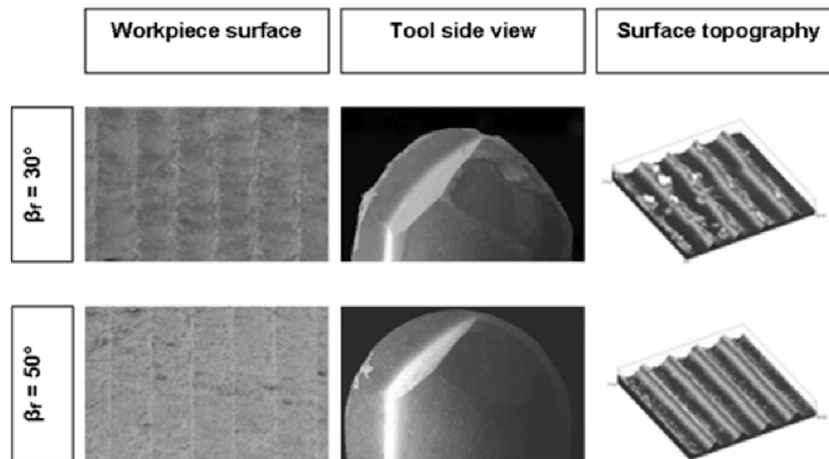 Workpiece surface
Tool side view
Surface topography
βf = 30°
βf = 50°